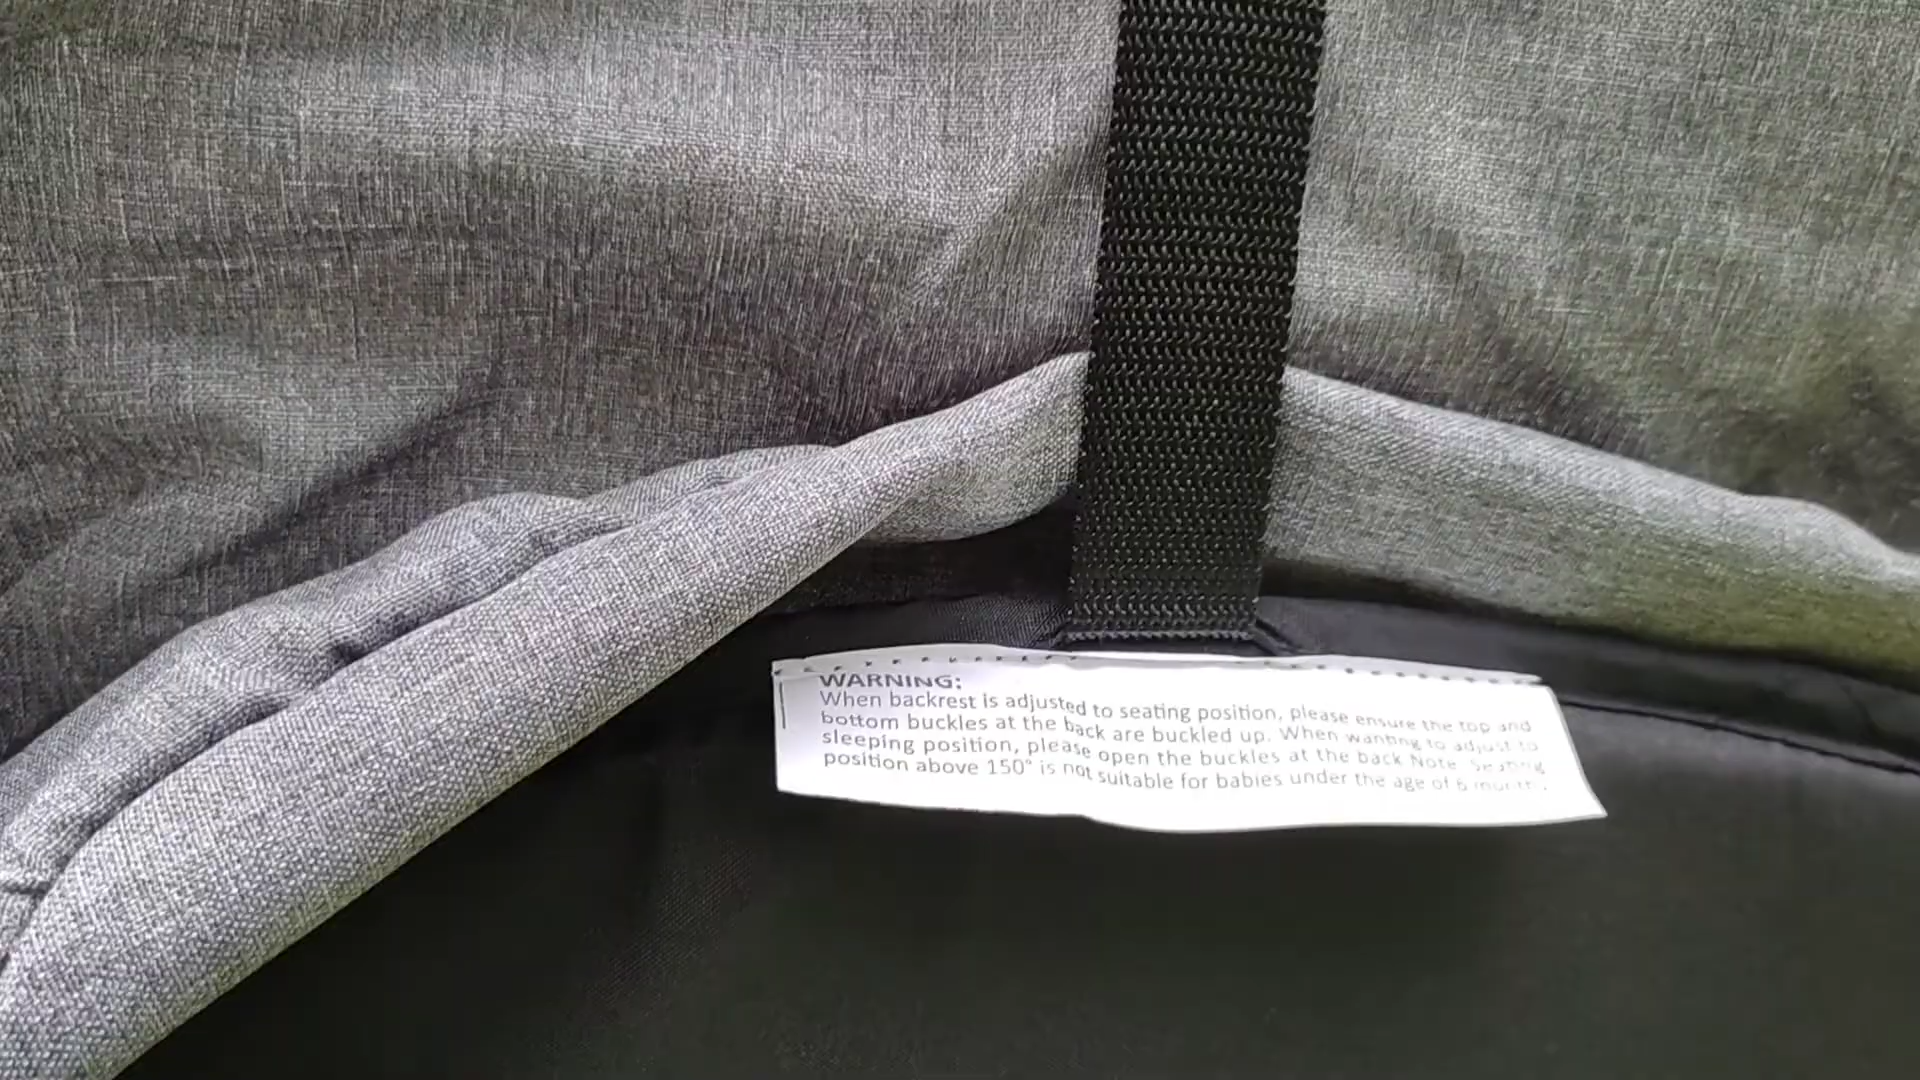 WARNING:
When backrest is adjusted to seating position, please ensure the top and
bottom buckles at the back are buckled up. When wanting to adjust to
sleeping position, please open the buckles at the back Note: Seating
position above 150° is not suitable for babies under the age of 6 months.